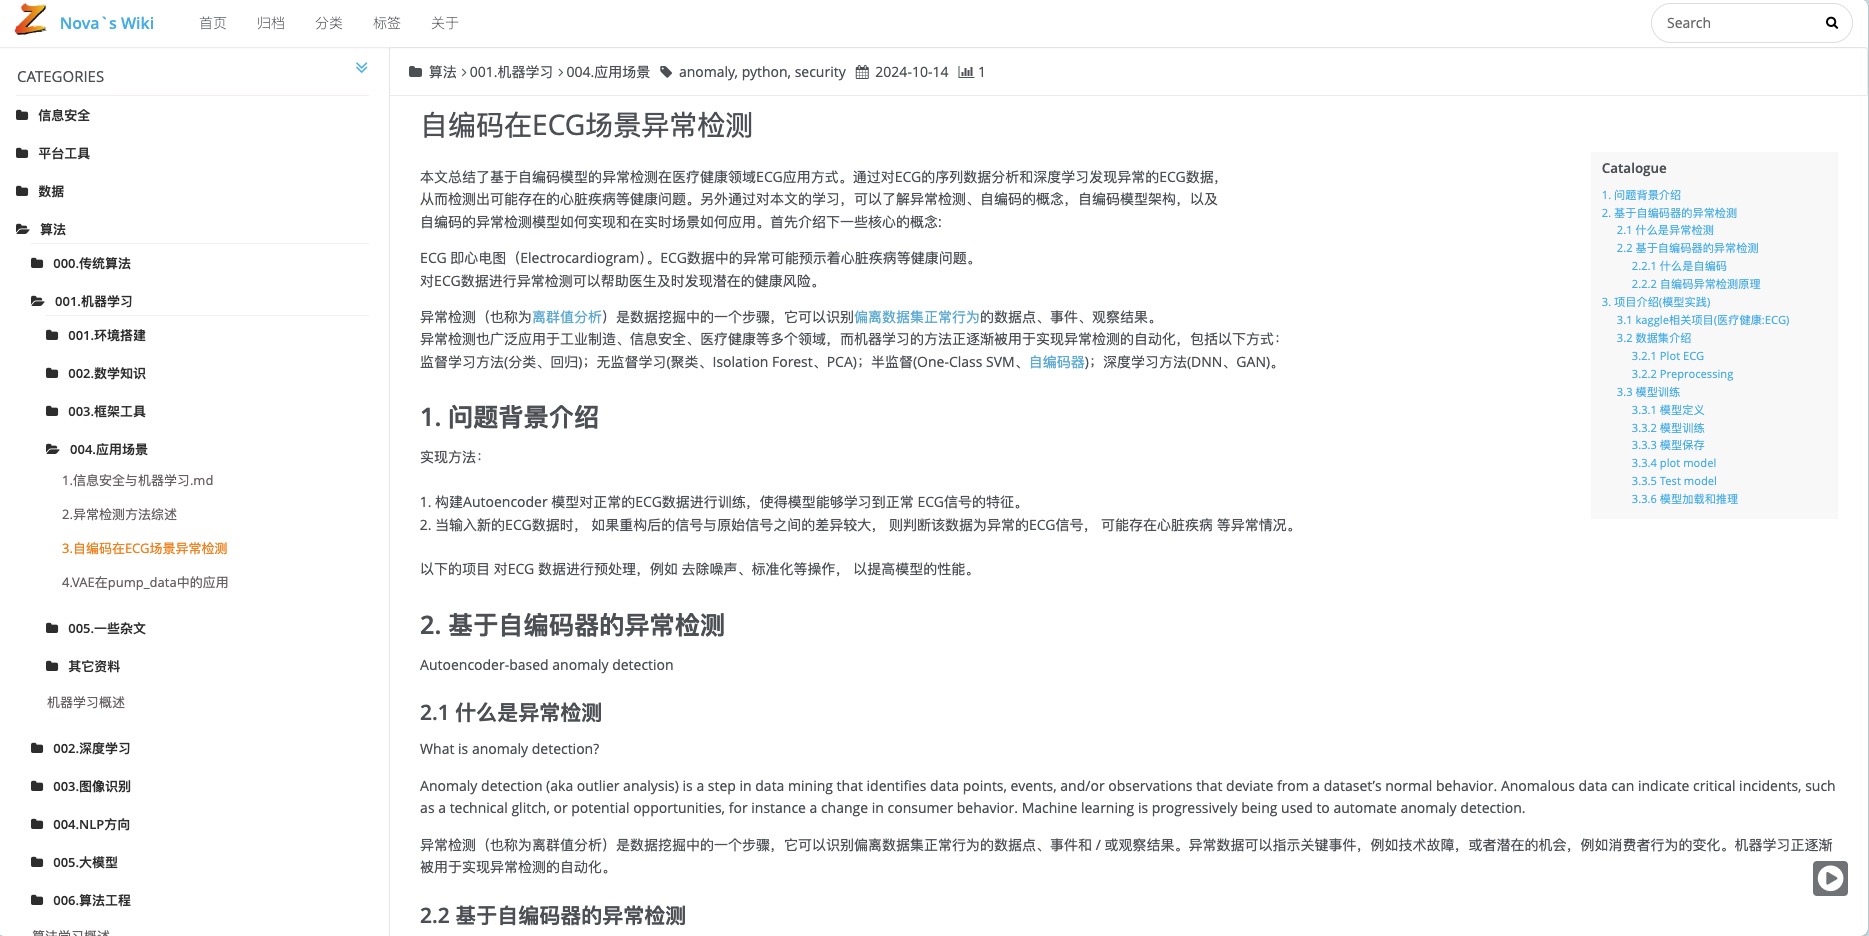 Nova`s Wiki
首页
归档
分类
标签
关于
Search
CATEGORIES
信息安全
平台工具
数据
算法
000.传统算法
001.机器学习
001.环境搭建
002.数学知识
003.框架工具
004.应用场景
1.信息安全与机器学习.md
2.异常检测方法综述
3.自编码在ECG场景异常检测
4.VAE在pump_data中的应用
005.一些杂文
其它资料
机器学习概述
002.深度学习
003.图像识别
004.NLP方向
005.大模型
006.算法工程
算法学习概述
算法 > 001.机器学习 > 004.应用场景 anomaly, python, security 2024-10-14 1
自编码在ECG场景异常检测
本文总结了基于自编码模型的异常检测在医疗健康领域ECG应用方式。通过对ECG的序列数据分析和深度学习发现异常的ECG数据，
从而检测出可能存在的心脏疾病等健康问题。另外通过对本文的学习，可以了解异常检测、自编码的概念，自编码模型架构，以及
自编码的异常检测模型如何实现和在实时场景如何应用。首先介绍下一些核心的概念:
ECG 即心电图（Electrocardiogram）。ECG数据中的异常可能预示着心脏疾病等健康问题。
对ECG数据进行异常检测可以帮助医生及时发现潜在的健康风险。
异常检测（也称为离群值分析）是数据挖掘中的一个步骤，它可以识别偏离数据集正常行为的数据点、事件、观察结果。
异常检测也广泛应用于工业制造、信息安全、医疗健康等多个领域，而机器学习的方法正逐渐被用于实现异常检测的自动化，包括以下方式：
监督学习方法(分类、回归)；无监督学习(聚类、Isolation Forest、PCA)；半监督(One-Class SVM、自编码器)；深度学习方法(DNN、GAN)。
1. 问题背景介绍
实现方法：
1. 构建Autoencoder 模型对正常的ECG数据进行训练，使得模型能够学习到正常 ECG信号的特征。
2. 当输入新的ECG数据时， 如果重构后的信号与原始信号之间的差异较大， 则判断该数据为异常的ECG信号， 可能存在心脏疾病 等异常情况。
以下的项目 对ECG 数据进行预处理，例如 去除噪声、标准化等操作， 以提高模型的性能。
2. 基于自编码器的异常检测
Autoencoder-based anomaly detection
2.1 什么是异常检测
What is anomaly detection?
Anomaly detection (aka outlier analysis) is a step in data mining that identifies data points, events, and/or observations that deviate from a dataset’s normal behavior. Anomalous data can indicate critical incidents, such
as a technical glitch, or potential opportunities, for instance a change in consumer behavior. Machine learning is progressively being used to automate anomaly detection.
异常检测（也称为离群值分析）是数据挖掘中的一个步骤，它可以识别偏离数据集正常行为的数据点、事件和 / 或观察结果。异常数据可以指示关键事件，例如技术故障，或者潜在的机会，例如消费者行为的变化。机器学习正逐渐
被用于实现异常检测的自动化。
2.2 基于自编码器的异常检测
Catalogue
1. 问题背景介绍
2. 基于自编码器的异常检测
2.1 什么是异常检测
2.2 基于自编码器的异常检测
2.2.1 什么是自编码
2.2.2 自编码异常检测原理
3. 项目介绍(模型实践)
3.1 kaggle相关项目(医疗健康:ECG)
3.2 数据集介绍
3.2.1 Plot ECG
3.2.2 Preprocessing
3.3 模型训练
3.3.1 模型定义
3.3.2 模型训练
3.3.3 模型保存
3.3.4 plot model
3.3.5 Test model
3.3.6 模型加载和推理